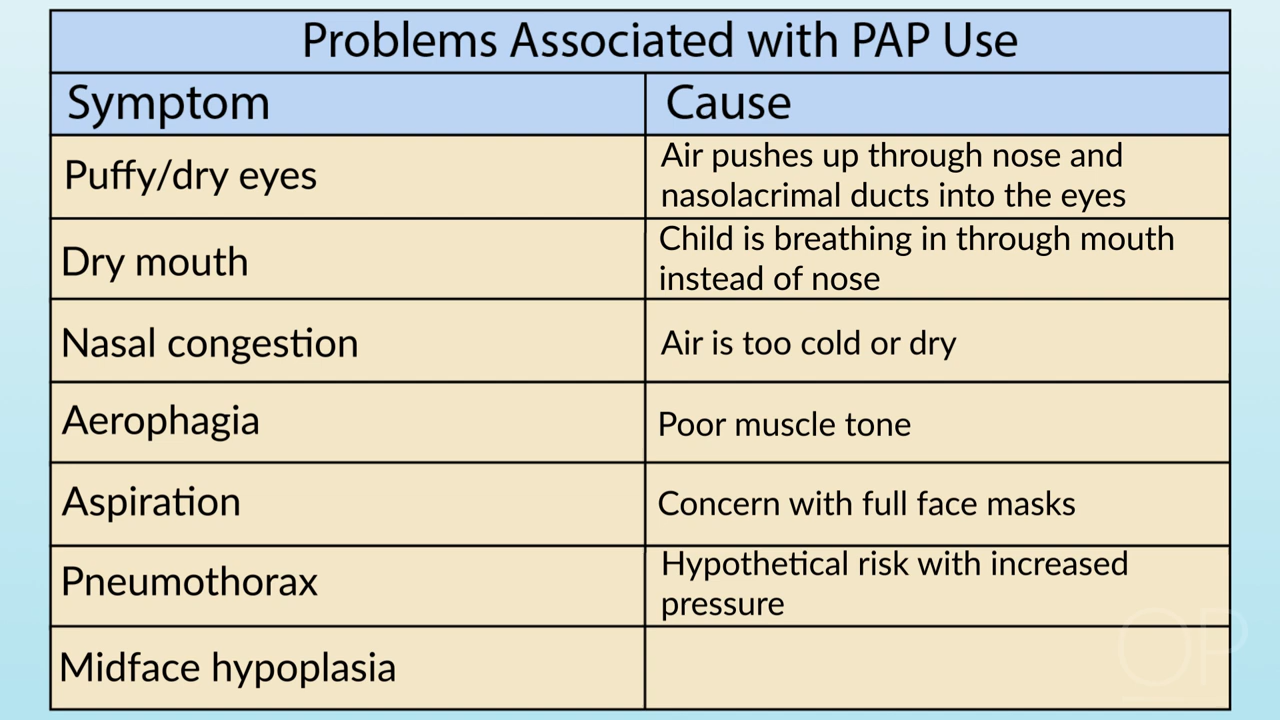 Problems Associated with PAP Use
Symptom
Cause
Puffy/dry eyes
Air pushes up through nose and
nasolacrimal ducts into the eyes
Dry mouth
Child is breathing in through mouth
instead of nose
Nasal congestion
Air is too cold or dry
Aerophagia
Poor muscle tone
Aspiration
Concern with full face masks
Pneumothorax
Hypothetical risk with increased
pressure
Midface hypoplasia
OP